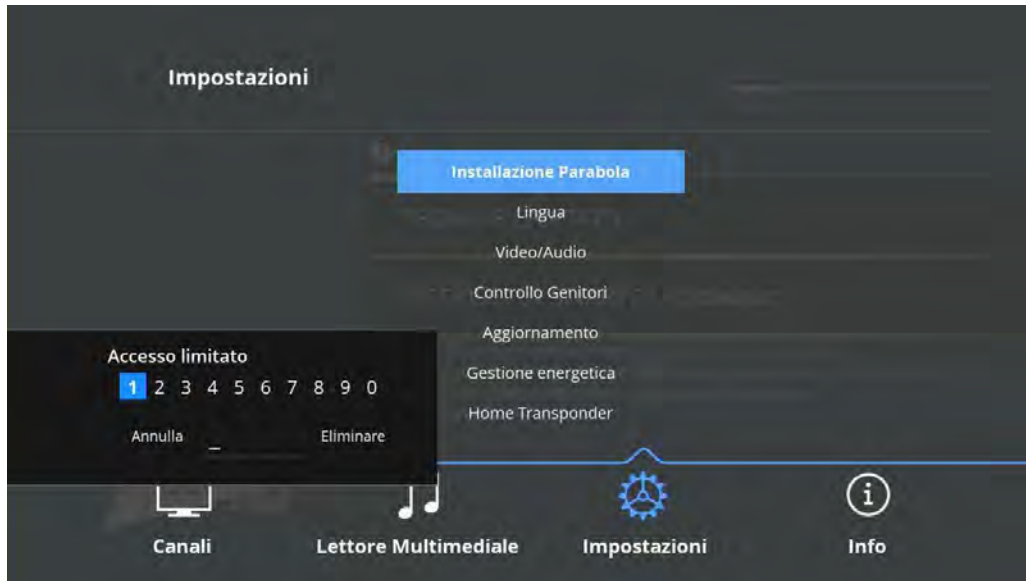 Impostazioni
Installazione Parabola
Lingua
Video/Audio
Controllo Genitori
Aggiornamento
Gestione energetica
Home Transponder
Accesso limitato
1 2 3 4 5 6 7 8 9 0
Annulla _ Eliminare
Canali Lettore Multimediale Impostazioni Info